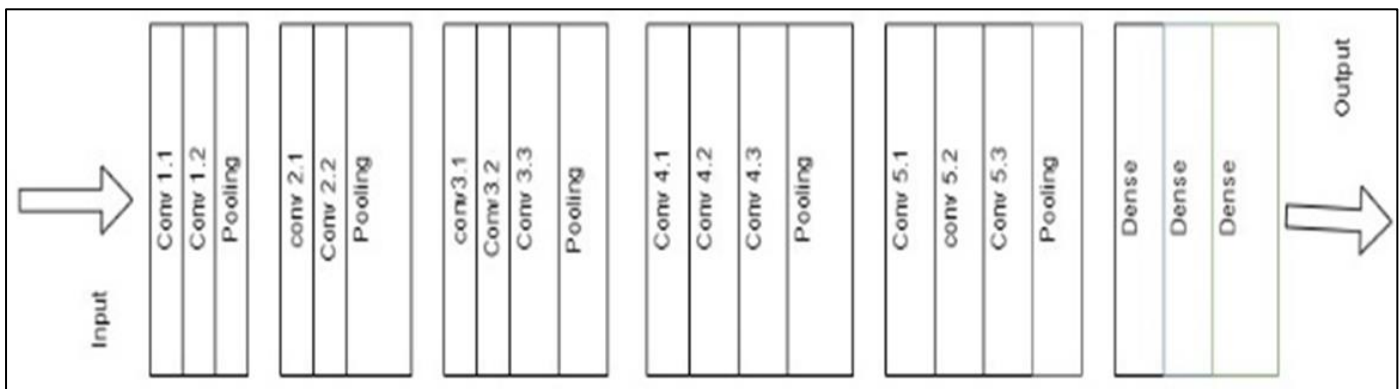 Input
Conv 1.1
Conv 1.2
Pooling
conv 2.1
Conv 2.2
Pooling
conv3.1
Conv3.2
Conv 3.3
Pooling
Conv 4.1
Conv 4.2
Conv 4.3
Pooling
Conv 5.1
conv 5.2
Conv 5.3
Pooling
Dense
Dense
Dense
Output